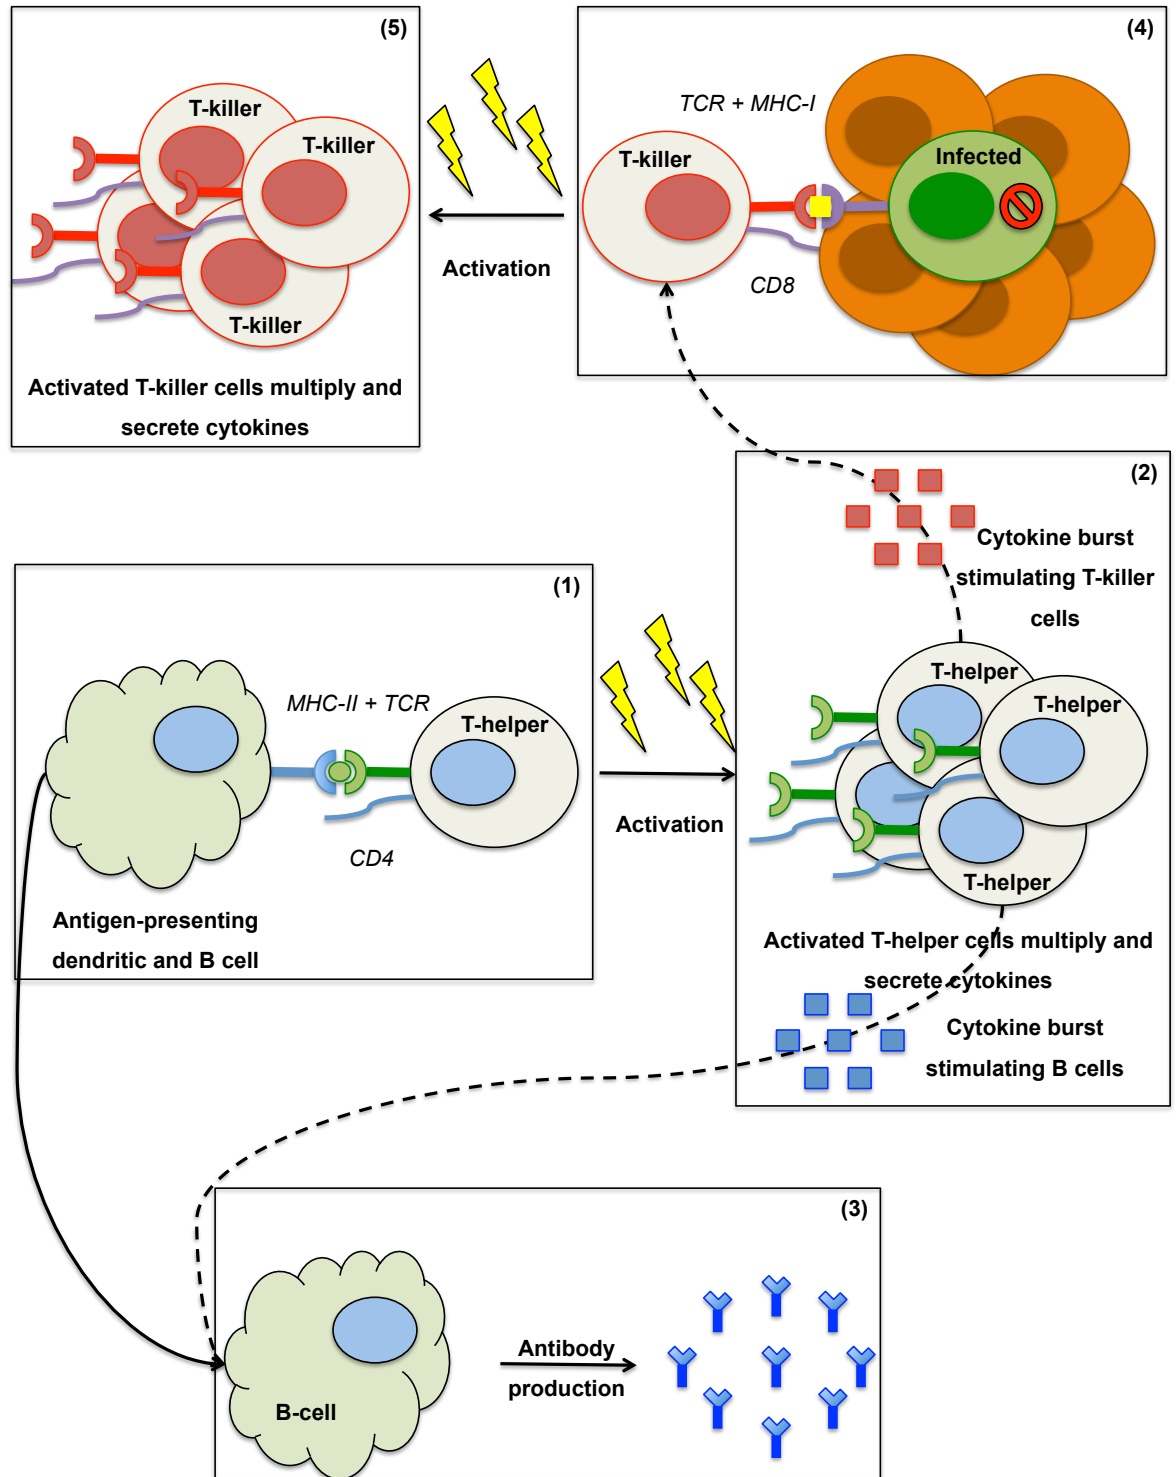 (5)
T-killer
T-killer
T-killer
Activated T-killer cells multiply and
secrete cytokines
Activation
(4)
TCR + MHC-I
T-killer
Infected
CD8
(2)
Cytokine burst
stimulating T-killer
cells
T-helper
T-helper
T-helper
Activated T-helper cells multiply and
secrete cytokines
Cytokine burst
stimulating B cells
(1)
MHC-II + TCR
T-helper
CD4
Antigen-presenting
dendritic and B cell
Activation
(3)
B-cell
Antibody
production